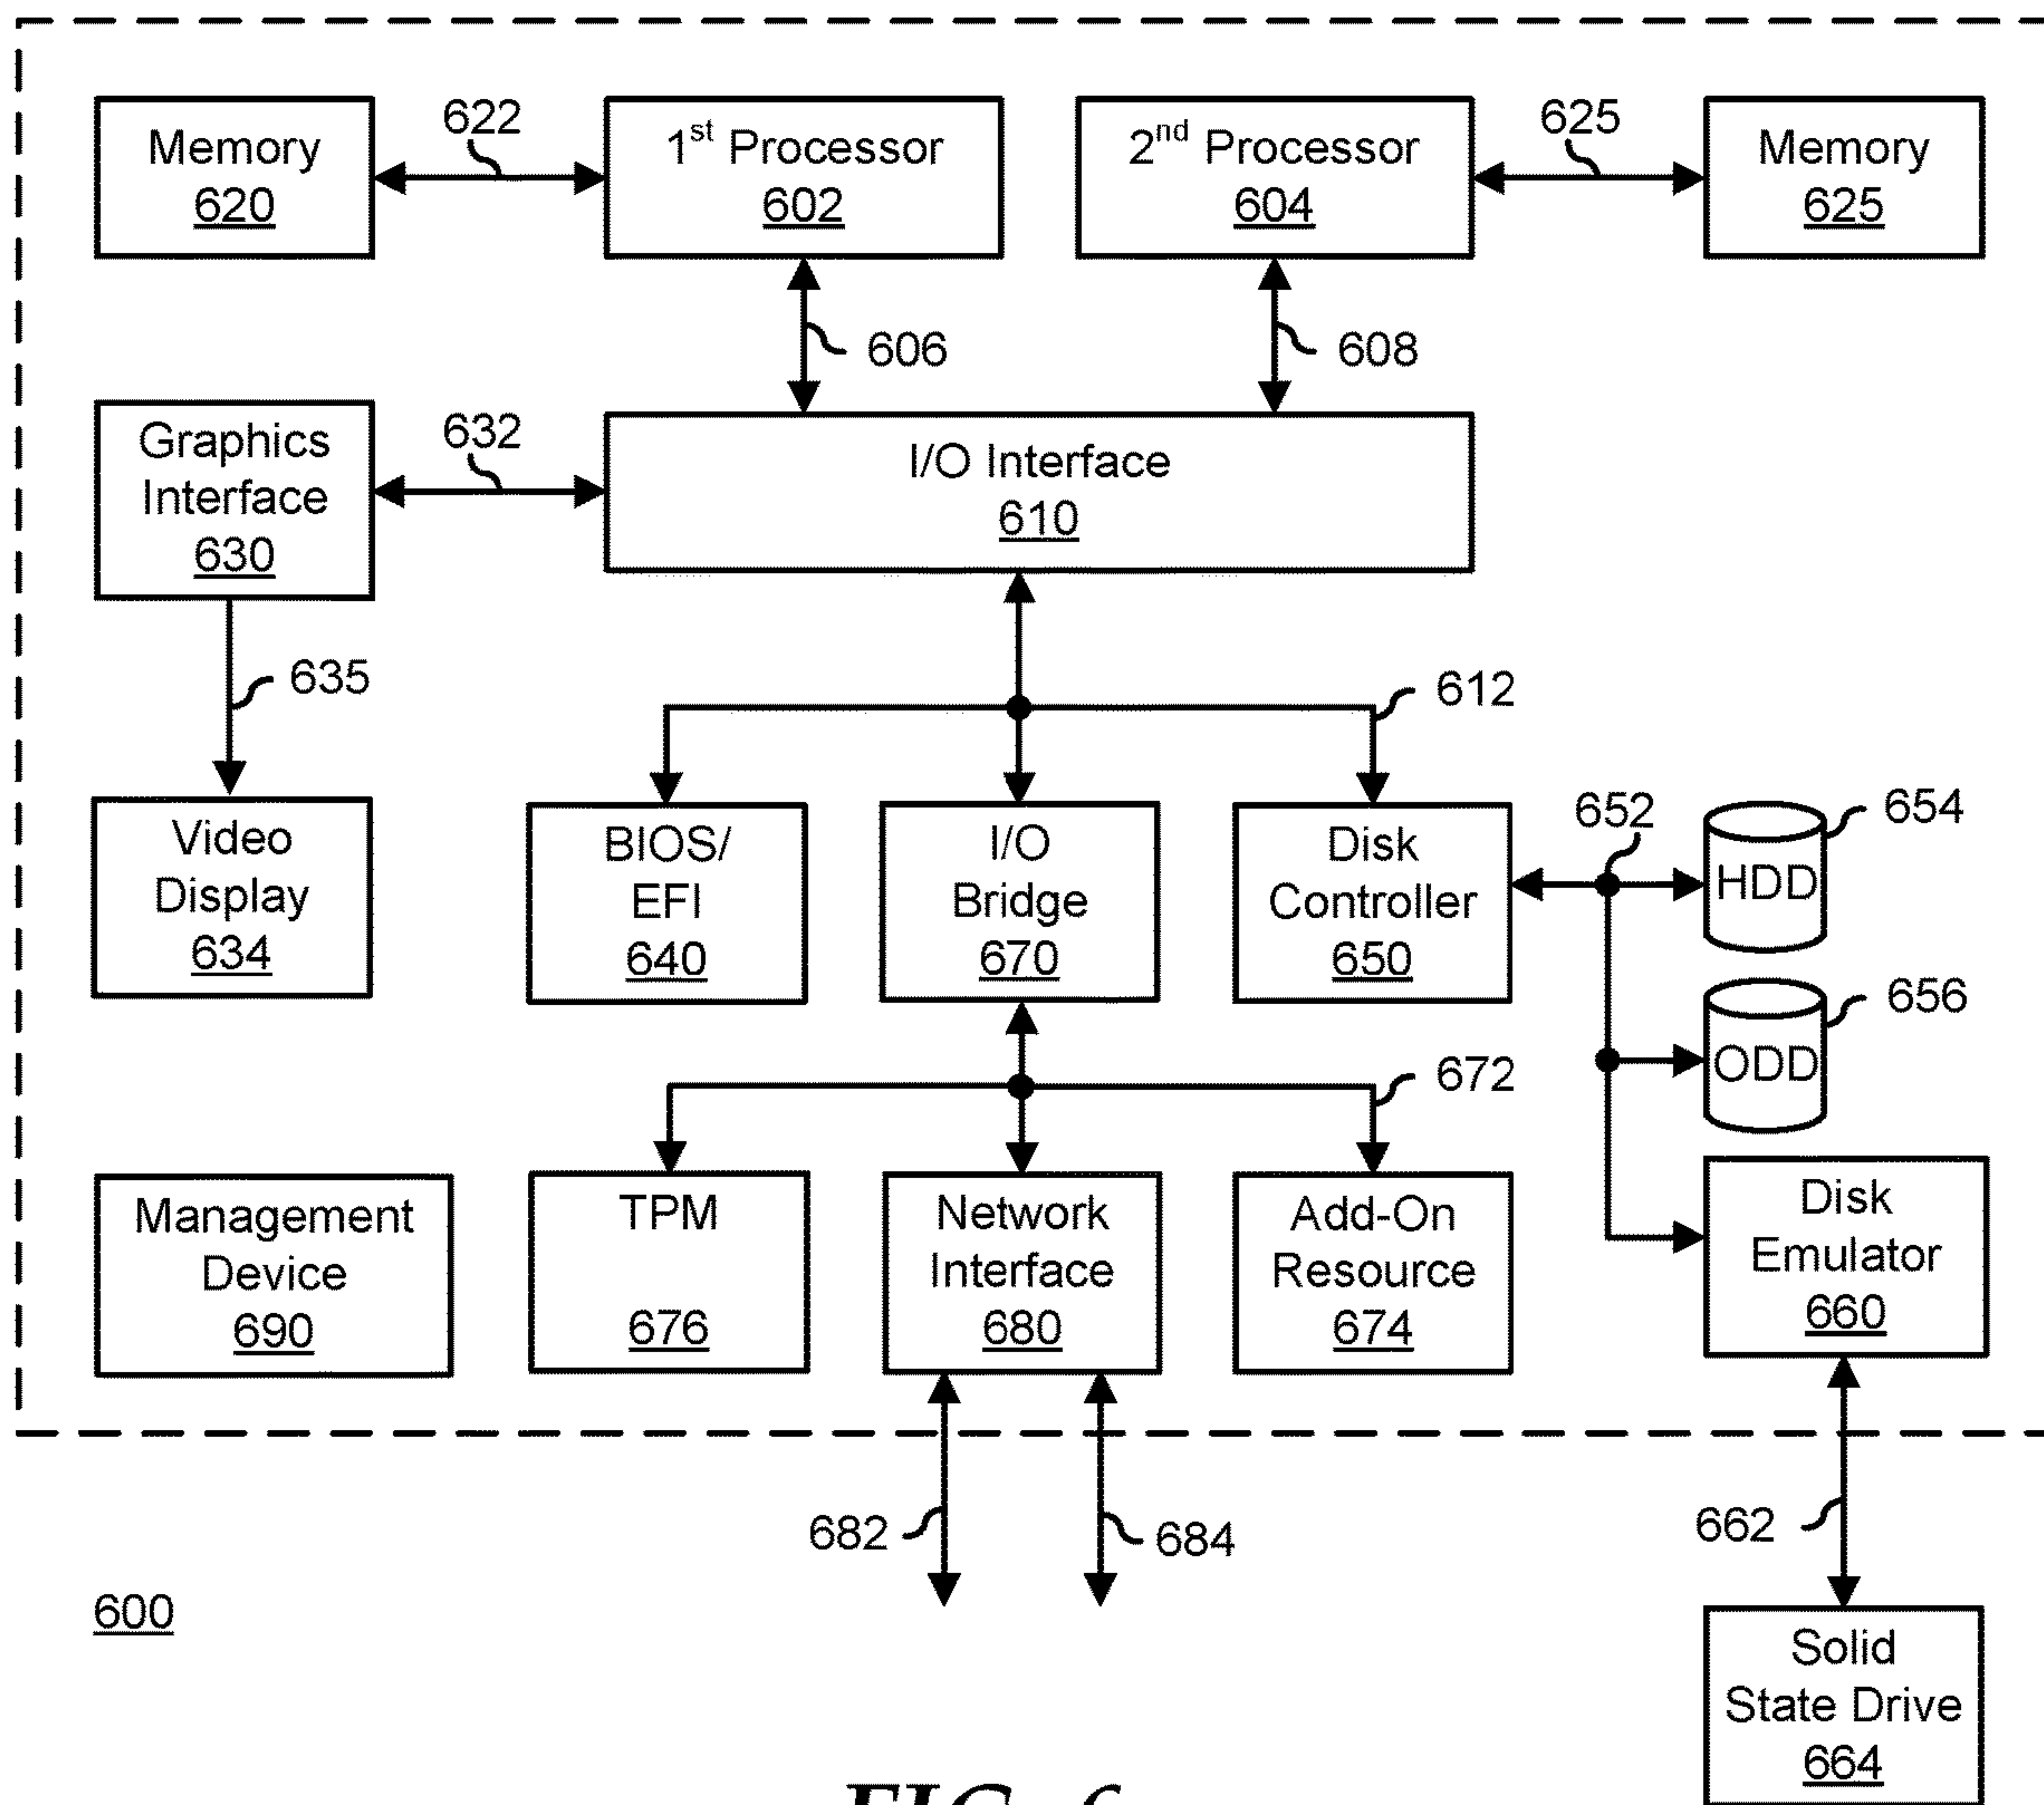 622
625
Memory
620
1st Processor
602
2nd Processor
604
Memory
625
606
608
Graphics
Interface
630
632
I/O Interface
610
635
612
Video
Display
634
BIOS/
EFI
640
I/O
Bridge
670
Disk
Controller
650
652
654
HDD
656
ODD
672
Management
Device
690
TPM
676
Network
Interface
680
Add-On
Resource
674
Disk
Emulator
660
682
684
662
600
Solid
State Drive
664
FIG. 6